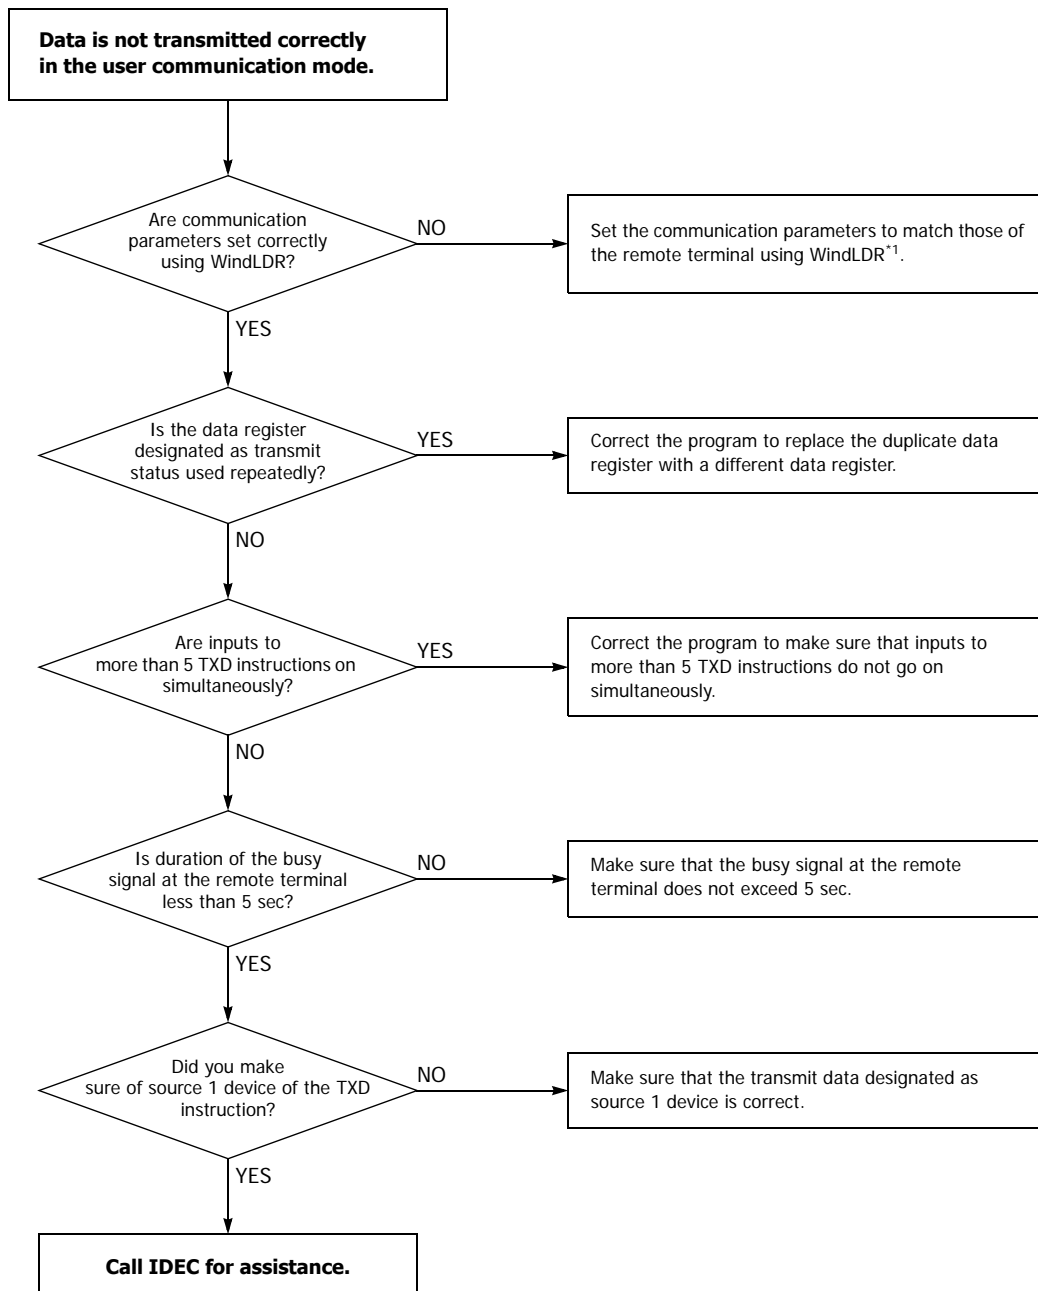 Data is not transmitted correctly
in the user communication mode.
Are communication
parameters set correctly
using WindLDR?
NO
Set the communication parameters to match those of
the remote terminal using WindLDR*1.
YES
Is the data register
designated as transmit
status used repeatedly?
YES
Correct the program to replace the duplicate data
register with a different data register.
NO
Are inputs to
more than 5 TXD instructions on
simultaneously?
YES
Correct the program to make sure that inputs to
more than 5 TXD instructions do not go on
simultaneously.
NO
Is duration of the busy
signal at the remote terminal
less than 5 sec?
NO
Make sure that the busy signal at the remote
terminal does not exceed 5 sec.
YES
Did you make
sure of source 1 device of the TXD
instruction?
NO
Make sure that the transmit data designated as
source 1 device is correct.
YES
Call IDEC for assistance.